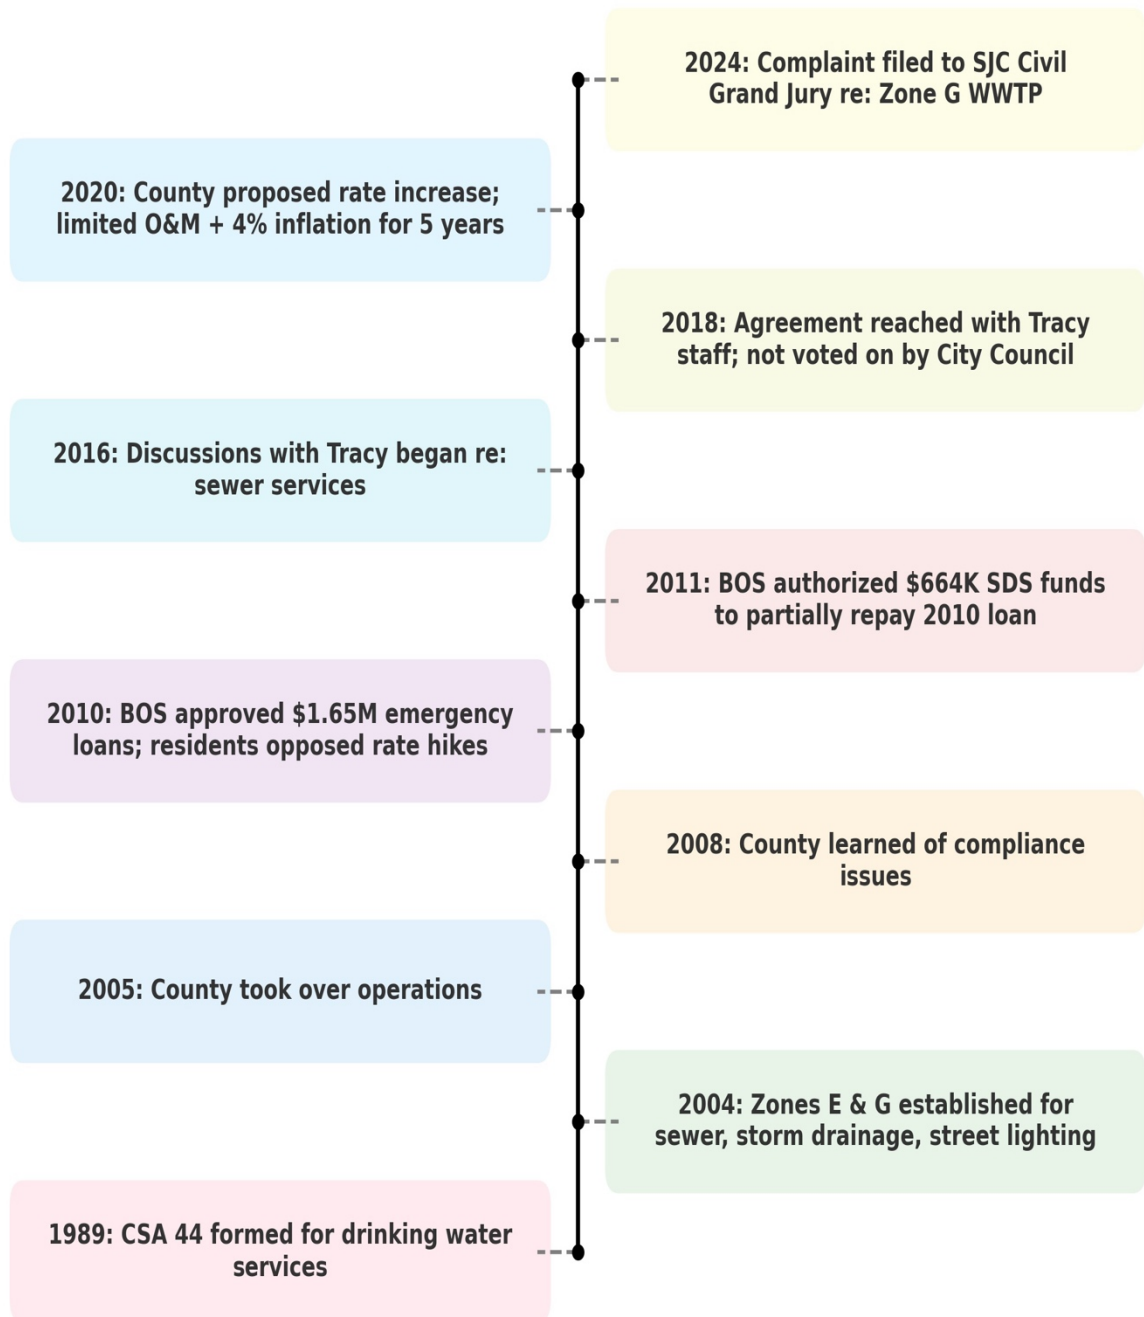 2024: Complaint filed to SJC Civil
Grand Jury re: Zone G WWTP
2020: County proposed rate increase;
limited O&M + 4% inflation for 5 years
2018: Agreement reached with Tracy
staff; not voted on by City Council
2016: Discussions with Tracy began re:
sewer services
2011: BOS authorized $664K SDS funds
to partially repay 2010 loan
2010: BOS approved $1.65M emergency
loans; residents opposed rate hikes
2008: County learned of compliance
issues
2005: County took over operations
2004: Zones E & G established for
sewer, storm drainage, street lighting
1989: CSA 44 formed for drinking water
services